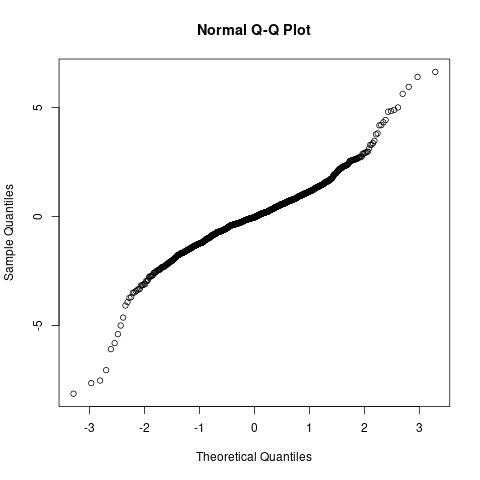 Normal Q-Q Plot
Sample Quantiles
5
0
-5
-3 -2 -1 0 1 2 3
Theoretical Quantiles